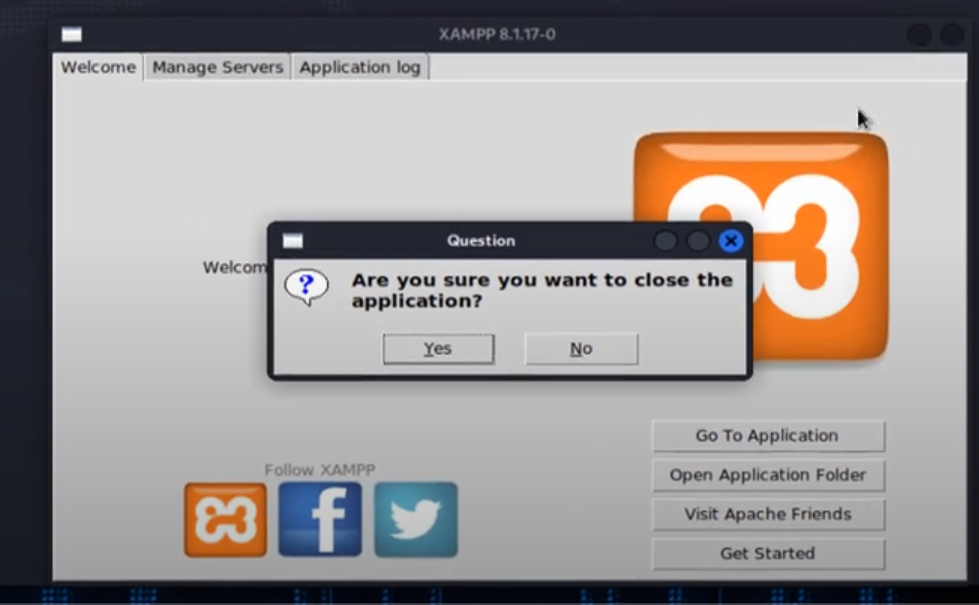 XAMPP 8.1.17-0
Welcome
Manage Servers
Application log
Question
Welcom
Are you sure you want to close the
application?
Yes
No
Go To Application
Open Application Folder
Visit Apache Friends
Get Started
Follow XAMPP